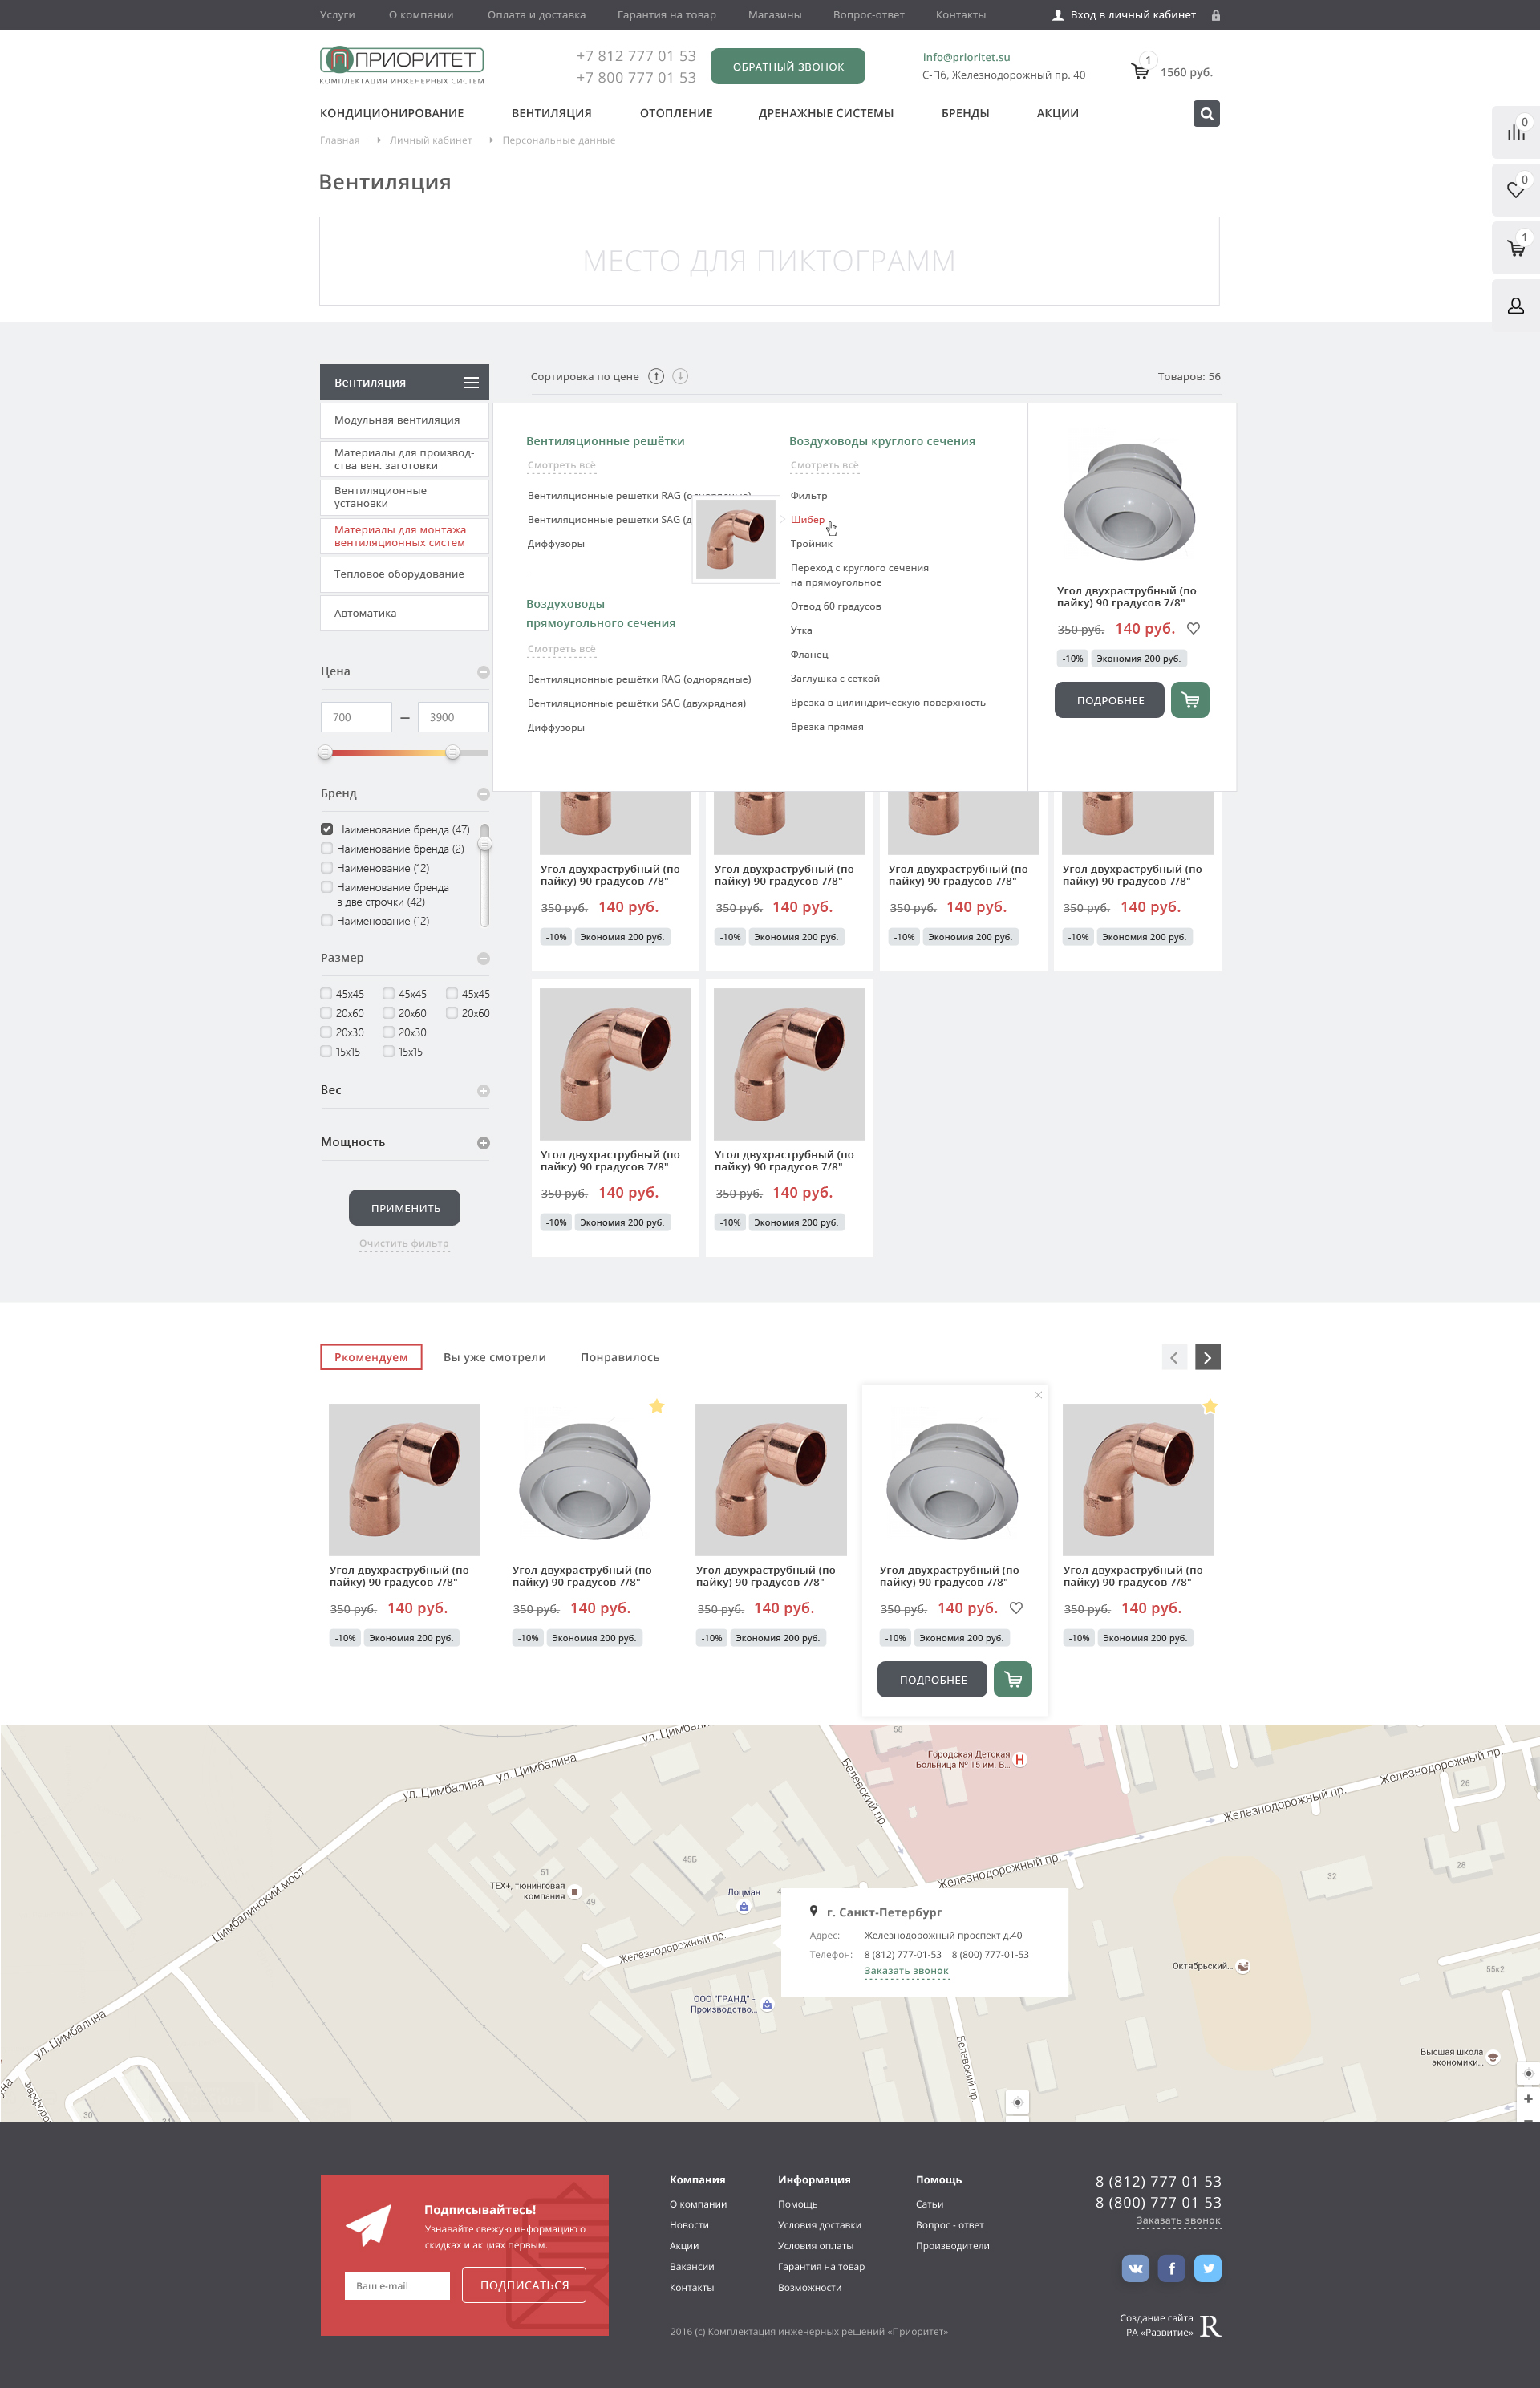 Услуги О компании Оплата и доставка Гарантия на товар Магазины Вопрос-ответ Контакты Вход в личный кабинет
ПРИОРИТЕТ
КОМПЛЕКТАЦИЯ ИНЖЕНЕРНЫХ СИСТЕМ
+7 812 777 01 53
+7 800 777 01 53
ОБРАТНЫЙ ЗВОНОК
info@prioritet.su
С-Пб, Железнодорожный пр. 40
1
1560 руб.
КОНДИЦИОНИРОВАНИЕ ВЕНТИЛЯЦИЯ ОТОПЛЕНИЕ ДРЕНАЖНЫЕ СИСТЕМЫ БРЕНДЫ АКЦИИ
Главная Личный кабинет Персональные данные
0
0
1
Вентиляция
МЕСТО ДЛЯ ПИКТОГРАММ
Вентиляция
Модульная вентиляция
Материалы для производ-
ства вен. заготовки
Вентиляционные
установки
Материалы для монтажа
вентиляционных систем
Тепловое оборудование
Автоматика
Сортировка по цене
Товаров: 56
Вентиляционные решётки
Смотреть всё
Вентиляционные решётки RAG (однорядные)
Вентиляционные решётки SAG (д
Диффузоры
Воздуховоды
прямоугольного сечения
Смотреть всё
Вентиляционные решётки RAG (однорядные)
Вентиляционные решётки SAG (двухрядная)
Диффузоры
Воздуховоды круглого сечения
Смотреть всё
Фильтр
Шибер
Тройник
Переход с круглого сечения
на прямоугольное
Отвод 60 градусов
Утка
Фланец
Заглушка с сеткой
Врезка в цилиндрическую поверхность
Врезка прямая
Угол двухраструбный (по
пайку) 90 градусов 7/8"
350 руб. 140 руб.
-10% Экономия 200 руб.
ПОДРОБНЕЕ
Цена
700 — 3900
Бренд
Наименование бренда (47)
Наименование бренда (2)
Наименование (12)
Наименование бренда
в две строчки (42)
Наименование (12)
Размер
45х45 45х45 45х45
20х60 20х60 20х60
20х30 20х30
15х15 15х15
Вес
Мощность
ПРИМЕНИТЬ
Очистить фильтр
Угол двухраструбный (по Угол двухраструбный (по Угол двухраструбный (по Угол двухраструбный (по
пайку) 90 градусов 7/8" пайку) 90 градусов 7/8" пайку) 90 градусов 7/8" пайку) 90 градусов 7/8"
350 руб. 140 руб. 350 руб. 140 руб. 350 руб. 140 руб. 350 руб. 140 руб.
-10% Экономия 200 руб. -10% Экономия 200 руб. -10% Экономия 200 руб. -10% Экономия 200 руб.
Угол двухраструбный (по Угол двухраструбный (по
пайку) 90 градусов 7/8" пайку) 90 градусов 7/8"
350 руб. 140 руб. 350 руб. 140 руб.
-10% Экономия 200 руб. -10% Экономия 200 руб.
Ркомендуем Вы уже смотрели Понравилось
Угол двухраструбный (по Угол двухраструбный (по Угол двухраструбный (по Угол двухраструбный (по Угол двухраструбный (по
пайку) 90 градусов 7/8" пайку) 90 градусов 7/8" пайку) 90 градусов 7/8" пайку) 90 градусов 7/8" пайку) 90 градусов 7/8"
350 руб. 140 руб. 350 руб. 140 руб. 350 руб. 140 руб. 350 руб. 140 руб. 350 руб. 140 руб.
-10% Экономия 200 руб. -10% Экономия 200 руб. -10% Экономия 200 руб. -10% Экономия 200 руб. -10% Экономия 200 руб.
ПОДРОБНЕЕ
ул. Цимбалина
ул. Цимбалина
ул. Цимбали
Белевский пр.
58
Городская Детская
Больница № 15 им. В...
Железнодорожный пр.
Железнодорожный пр.
Железнодорожный пр.
26
28
32
45Б
51
49
ТЕХ+, тюнинговая
компания
Лоцман
Цимбалинский мост
Железнодорожный пр.
г. Санкт-Петербург
Адрес: Железнодорожный проспект д.40
Телефон: 8 (812) 777-01-53 8 (800) 777-01-53
Заказать звонок
Октябрьский...
55к2
ООО "ГРАНД" -
Производство...
ул. Цимбалина
Белевский пр.
Высшая школа
экономики...
Фарфоро
30
34
Подписывайтесь!
Узнавайте свежую информацию о
скидках и акциях первым.
Ваш e-mail
ПОДПИСАТЬСЯ
Компания
О компании
Новости
Акции
Вакансии
Контакты
Информация
Помощь
Условия доставки
Условия оплаты
Гарантия на товар
Возможности
Помощь
Сатьи
Вопрос - ответ
Производители
8 (812) 777 01 53
8 (800) 777 01 53
Заказать звонок
2016 (с) Комплектация инженерных решений «Приоритет»
Создание сайта
РА «Развитие»
R